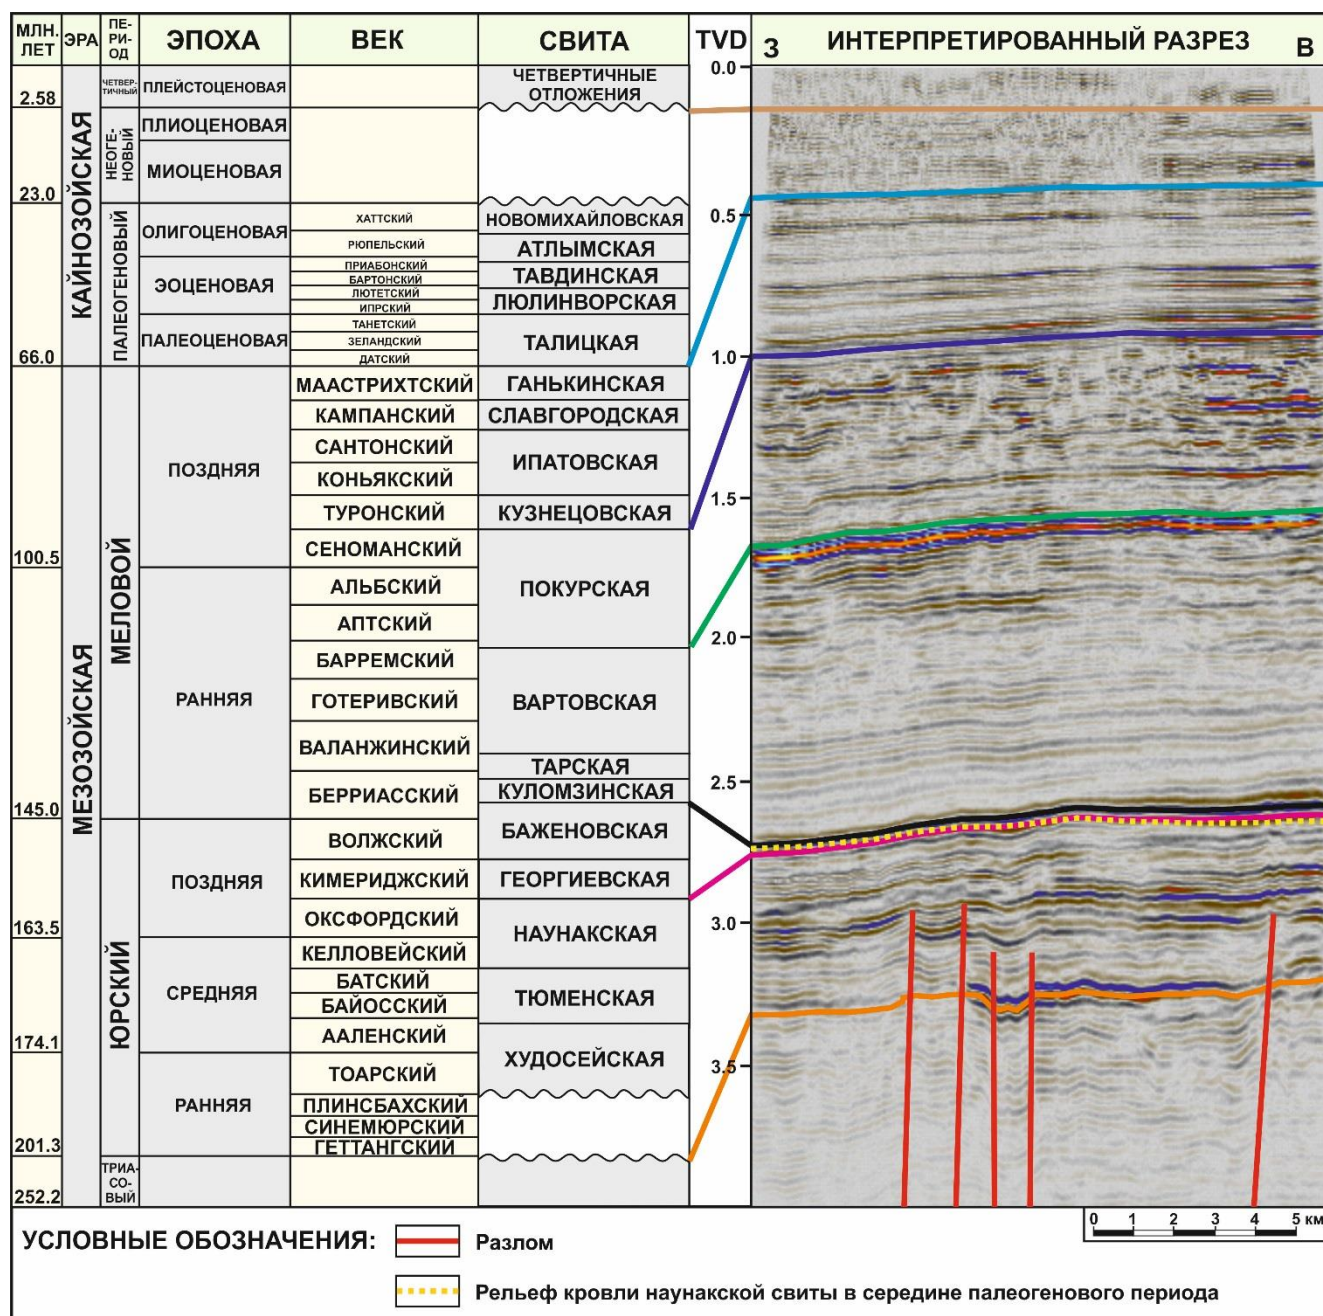 МЛН. ЛЕТ
ЭРА
ПЕ-
РИ-
ОД
ЭПОХА
ВЕК
СВИТА
TVD
З
ИНТЕРПРЕТИРОВАННЫЙ РАЗРЕЗ
В
2.58
23.0
66.0
100.5
145.0
163.5
174.1
201.3
252.2
КАЙНОЗОЙСКАЯ
МЕЗОЗОЙСКАЯ
ЧЕТВЕР-
ТИЧНЫЙ
НЕОГЕ-
НОВЫЙ
ПАЛЕОГЕНОВЫЙ
МЕЛОВОЙ
ЮРСКИЙ
ТРИА-
СО-
ВЫЙ
ПЛЕЙСТОЦЕНОВАЯ
ПЛИОЦЕНОВАЯ
МИОЦЕНОВАЯ
ОЛИГОЦЕНОВАЯ
ЭОЦЕНОВАЯ
ПАЛЕОЦЕНОВАЯ
ПОЗДНЯЯ
РАННЯЯ
ПОЗДНЯЯ
СРЕДНЯЯ
РАННЯЯ
ХАТТСКИЙ
РЮПЕЛЬСКИЙ
ПРИАБОНСКИЙ
БАРТОНСКИЙ
ЛЮТЕТСКИЙ
ИПРСКИЙ
ТАНЕТСКИЙ
ЗЕЛАНДСКИЙ
ДАТСКИЙ
МААСТРИХТСКИЙ
КАМПАНСКИЙ
САНТОНСКИЙ
КОНЬЯКСКИЙ
ТУРОНСКИЙ
СЕНОМАНСКИЙ
АЛЬБСКИЙ
АПТСКИЙ
БАРРЕМСКИЙ
ГОТЕРИВСКИЙ
ВАЛАНЖИНСКИЙ
БЕРРИАССКИЙ
ВОЛЖСКИЙ
КИМЕРИДЖСКИЙ
ОКСФОРДСКИЙ
КЕЛЛОВЕЙСКИЙ
БАТСКИЙ
БАЙОССКИЙ
ААЛЕНСКИЙ
ТОАРСКИЙ
ПЛИНСБАХСКИЙ
СИНЕМЮРСКИЙ
ГЕТТАНГСКИЙ
ЧЕТВЕРТИЧНЫЕ
ОТЛОЖЕНИЯ
НОВОМИХАЙЛОВСКАЯ
АТЛЫМСКАЯ
ТАВДИНСКАЯ
ЛЮЛИНВОРСКАЯ
ТАЛИЦКАЯ
ГАНЬКИНСКАЯ
СЛАВГОРОДСКАЯ
ИПАТОВСКАЯ
КУЗНЕЦОВСКАЯ
ПОКУРСКАЯ
ВАРТОВСКАЯ
ТАРСКАЯ
КУЛОМЗИНСКАЯ
БАЖЕНОВСКАЯ
ГЕОРГИЕВСКАЯ
НАУНАКСКАЯ
ТЮМЕНСКАЯ
ХУДОСЕЙСКАЯ
0.0
0.5
1.0
1.5
2.0
2.5
3.0
3.5
0 1 2 3 4 5 км
УСЛОВНЫЕ ОБОЗНАЧЕНИЯ:
Разлом
Рельеф кровли наунакской свиты в середине палеогенового периода